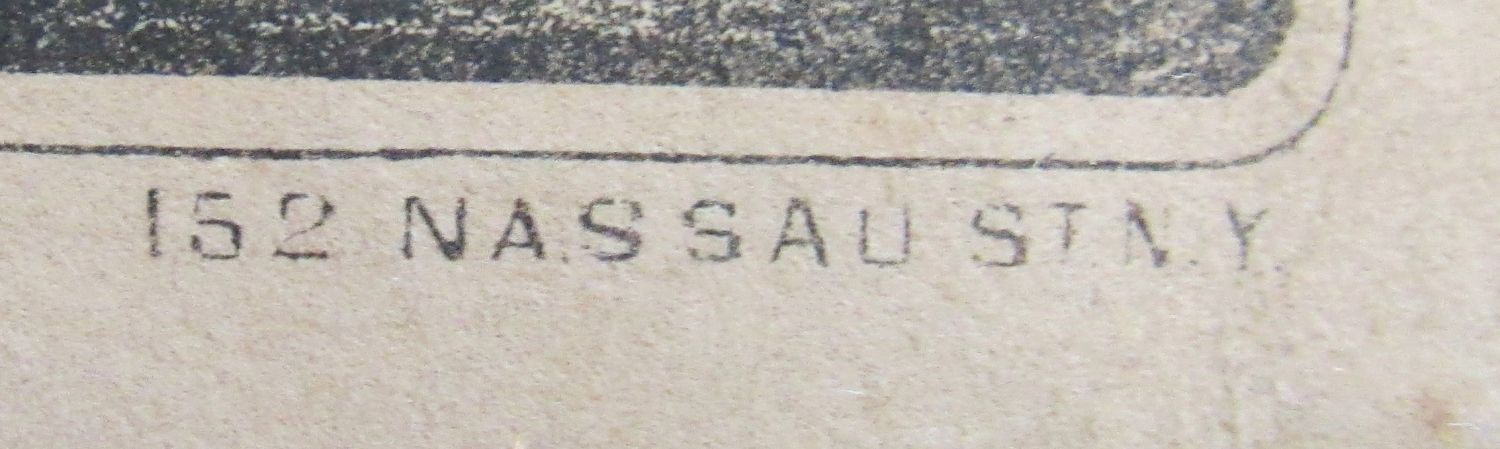 152 NASSAU ST. N.Y.